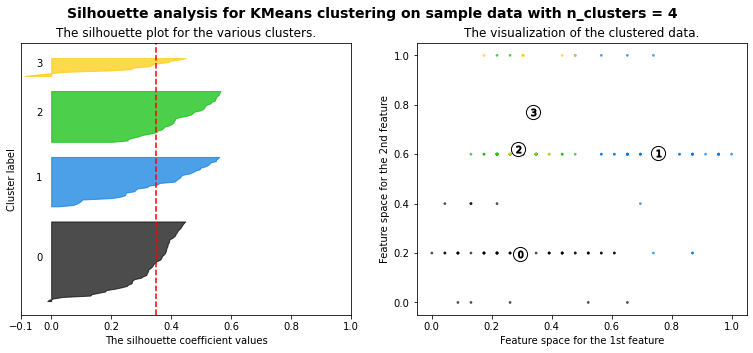 Silhouette analysis for KMeans clustering on sample data with n_clusters = 4
The silhouette plot for the various clusters.
3
2
1
0
Cluster label
−0.1 0.0 0.2 0.4 0.6 0.8 1.0
The silhouette coefficient values
The visualization of the clustered data.
1.0
0.8
0.6
0.4
0.2
0.0
Feature space for the 2nd feature
3
2
1
0
0.0 0.2 0.4 0.6 0.8 1.0
Feature space for the 1st feature